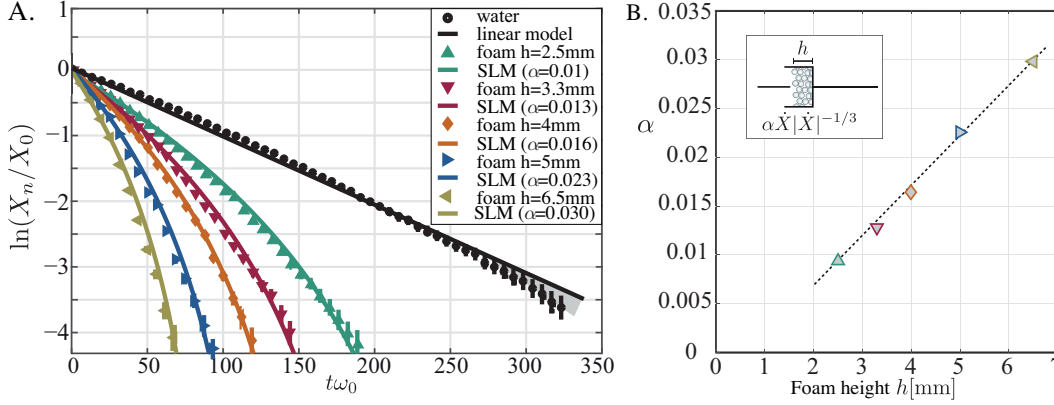 A.
ln(Xₙ/X₀)
1
0
−1
−2
−3
−4
0
50
100
150
200
250
300
350
tω₀
water
linear model
foam h=2.5mm
SLM (α=0.01)
foam h=3.3mm
SLM (α=0.013)
foam h=4mm
SLM (α=0.016)
foam h=5mm
SLM (α=0.023)
foam h=6.5mm
SLM (α=0.030)
B.
α
0.035
0.03
0.025
0.02
0.015
0.01
0.005
0
0
1
2
3
4
5
6
7
Foam height h[mm]
h
αẊ|Ẋ|^{−1/3}